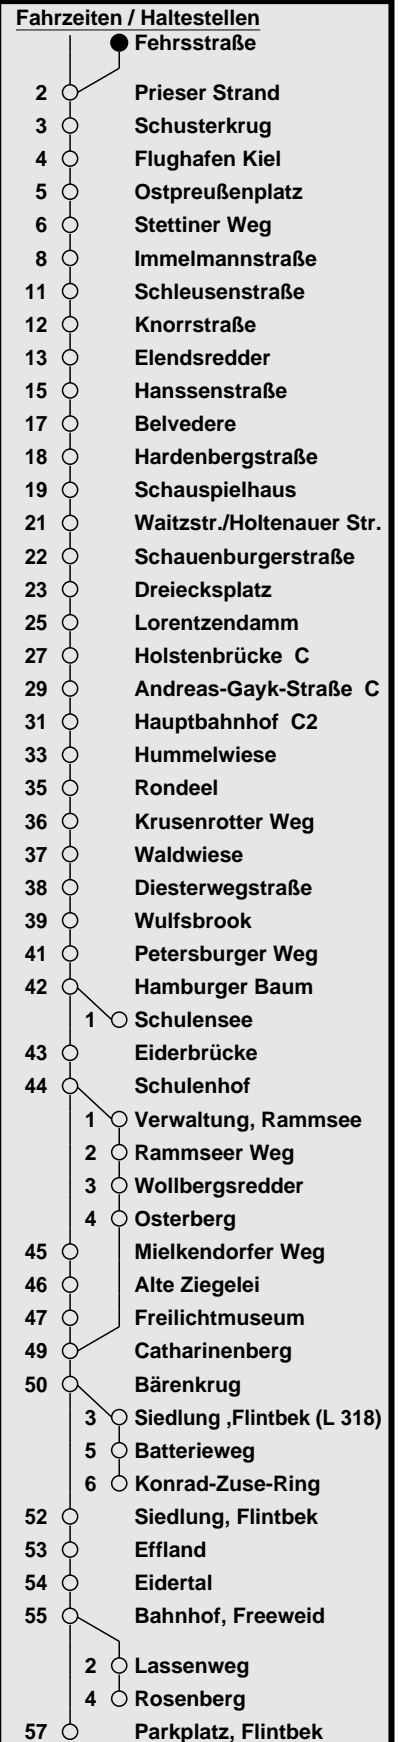 Fahrzeiten / Haltestellen
Fehrsstraße
2 Prieser Strand
3 Schusterkrug
4 Flughafen Kiel
5 Ostpreußenplatz
6 Stettiner Weg
8 Immelmannstraße
11 Schleusenstraße
12 Knorrstraße
13 Elendsredder
15 Hanssenstraße
17 Belvedere
18 Hardenbergstraße
19 Schauspielhaus
21 Waitzstr./Holtenauer Str.
22 Schauenburgerstraße
23 Dreiecksplatz
25 Lorentzendamm
27 Holstenbrücke C
29 Andreas-Gayk-Straße C
31 Hauptbahnhof C2
33 Hummelwiese
35 Rondeel
36 Krusenrotter Weg
37 Waldwiese
38 Diesterwegstraße
39 Wulfsbrook
41 Petersburger Weg
42 Hamburger Baum
1 Schulensee
43 Eiderbrücke
44 Schulenhof
1 Verwaltung, Rammsee
2 Rammseer Weg
3 Wollbergsredder
4 Osterberg
45 Mielkendorfer Weg
46 Alte Ziegelei
47 Freilichtmuseum
49 Catharinenberg
50 Bärenkrug
3 Siedlung ,Flintbek (L 318)
5 Batterieweg
6 Konrad-Zuse-Ring
52 Siedlung, Flintbek
53 Effland
54 Eidertal
55 Bahnhof, Freeweid
2 Lassenweg
4 Rosenberg
57 Parkplatz, Flintbek